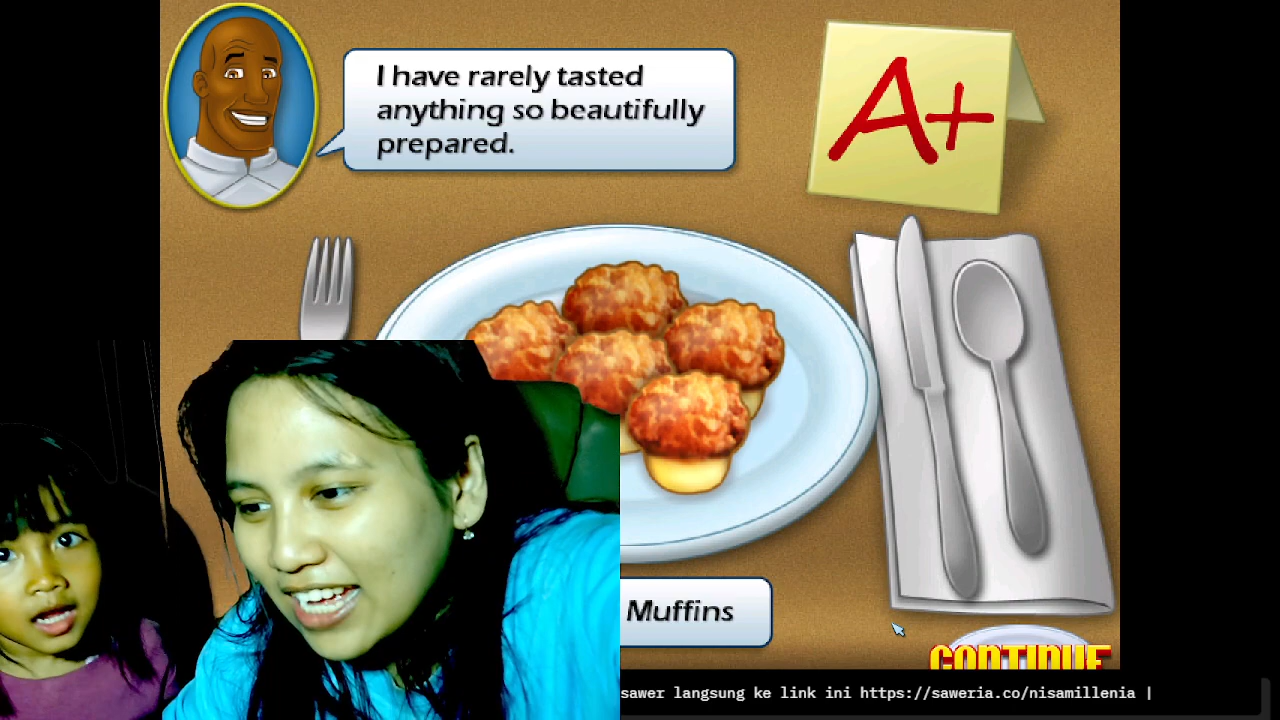 I have rarely tasted
anything so beautifully
prepared.
A+
Muffins
CONTINUE
sawer langsung ke link ini https://saweria.co/nisamillenia |